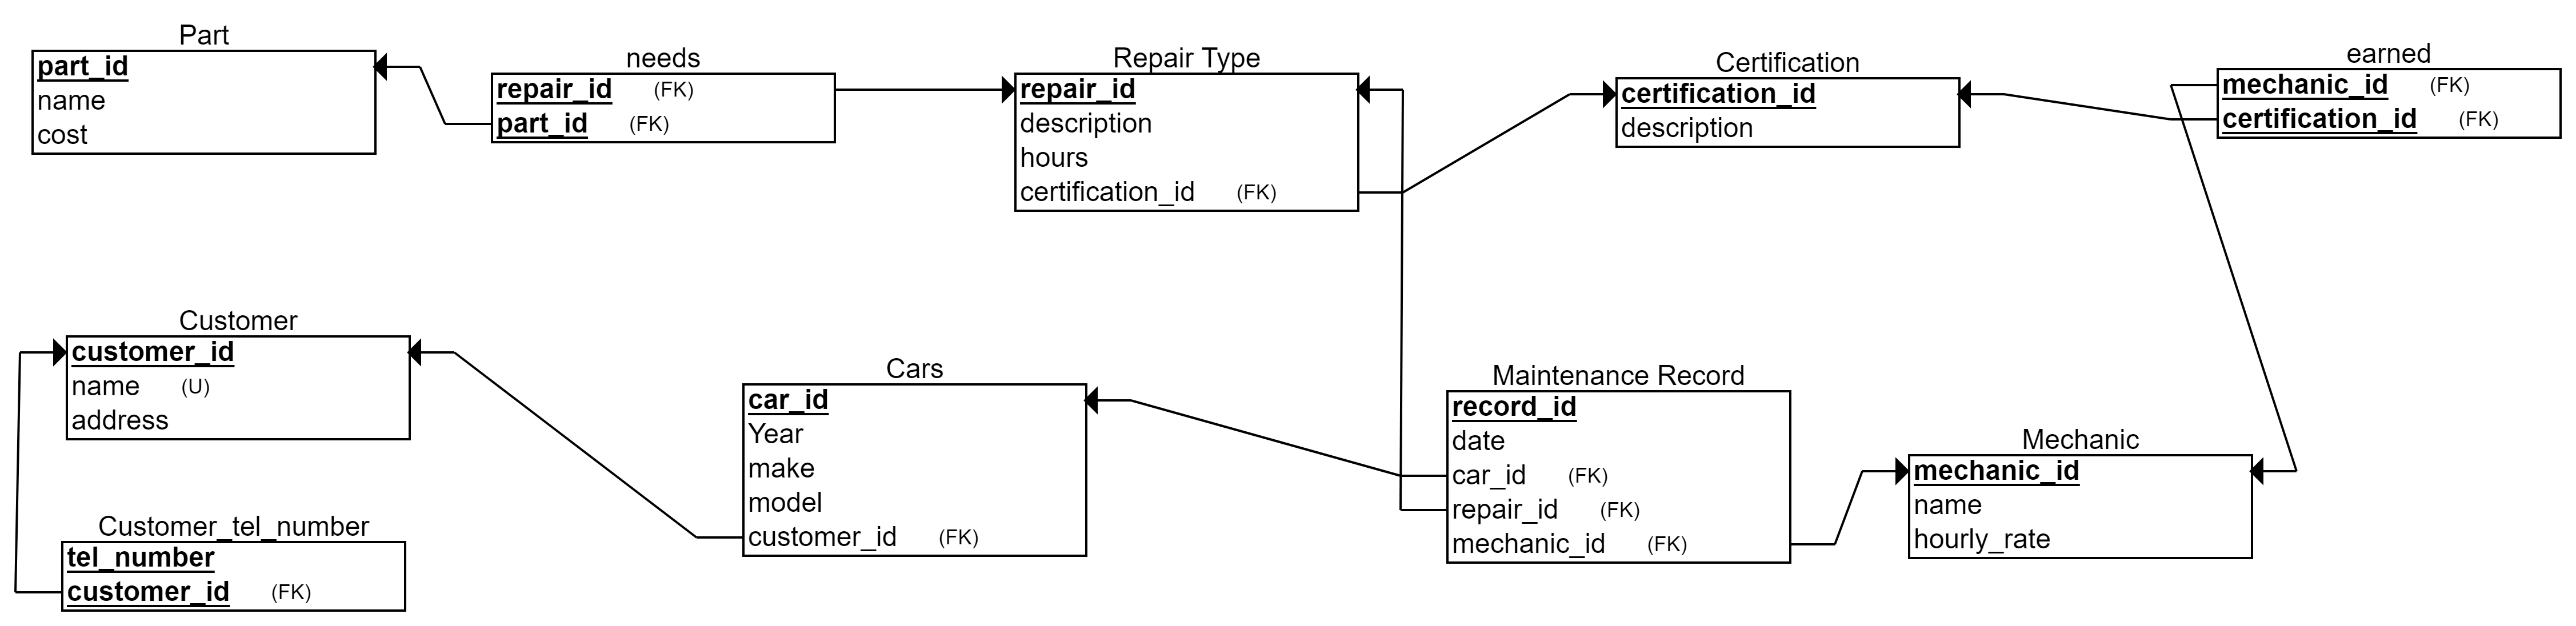 Part
part_id
name
cost
needs
repair_id (FK)
part_id (FK)
Repair Type
repair_id
description
hours
certification_id (FK)
Certification
certification_id
description
earned
mechanic_id (FK)
certification_id (FK)
Customer
customer_id
name (U)
address
Customer_tel_number
tel_number
customer_id (FK)
Cars
car_id
Year
make
model
customer_id (FK)
Maintenance Record
record_id
date
car_id (FK)
repair_id (FK)
mechanic_id (FK)
Mechanic
mechanic_id
name
hourly_rate